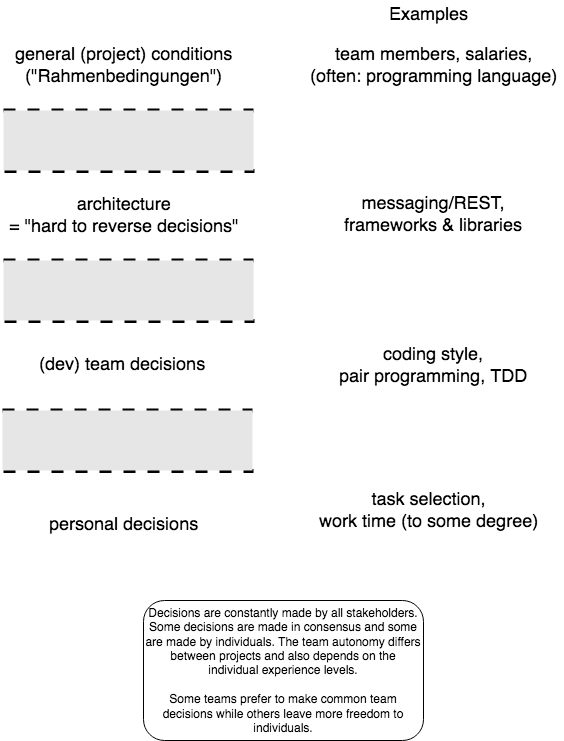 Examples
general (project) conditions
("Rahmenbedingungen")
team members, salaries,
(often: programming language)
architecture
= "hard to reverse decisions"
messaging/REST,
frameworks & libraries
(dev) team decisions
coding style,
pair programming, TDD
personal decisions
task selection,
work time (to some degree)
Decisions are constantly made by all stakeholders.
Some decisions are made in consensus and some
are made by individuals. The team autonomy differs
between projects and also depends on the
individual experience levels.
Some teams prefer to make common team
decisions while others leave more freedom to
individuals.